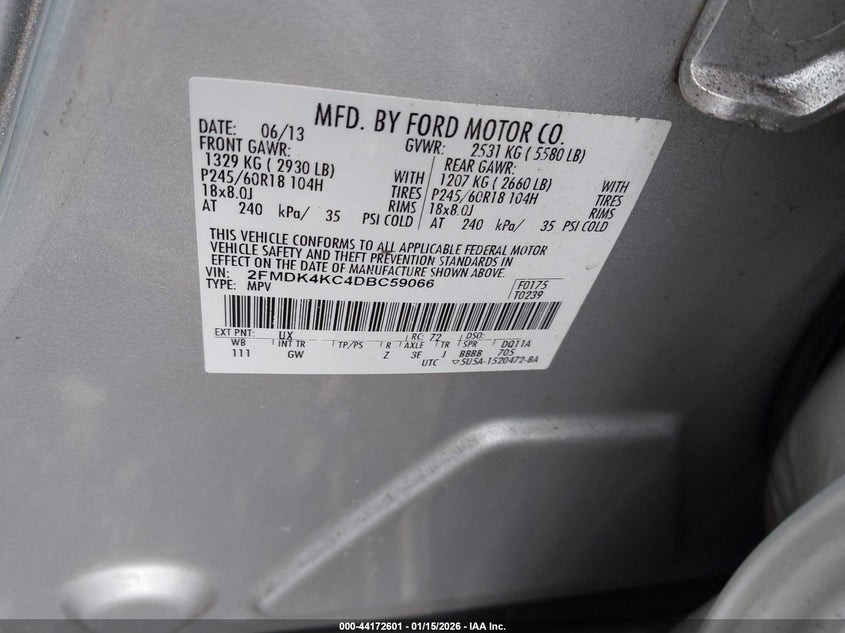 MFD. BY FORD MOTOR CO.
DATE: 06/13 GVWR: 2531 KG ( 5580 LB)
FRONT GAWR: REAR GAWR:
1329 KG ( 2930 LB) WITH 1207 KG ( 2660 LB) WITH
P245/60R18 104H TIRES P245/60R18 104H TIRES
18x8.0J RIMS 18x8.0J RIMS
AT 240 kPa/ 35 PSI COLD AT 240 kPa/ 35 PSI COLD
THIS VEHICLE CONFORMS TO ALL APPLICABLE FEDERAL MOTOR
VEHICLE SAFETY AND THEFT PREVENTION STANDARDS IN
EFFECT ON THE DATE OF MANUFACTURE SHOWN ABOVE.
VIN: 2FMDK4KC4DBC59066 F0175
TYPE: MPV T0239
EXT PNT: UX RC: 72 DSO:
WB INT TR TP/PS R AXLE TR SPR DQ11A
111 GW Z 3E J BBBB 705
UTC ▽5U5A-1520472-BA
000-44172601 - 01/15/2026 - IAA Inc.